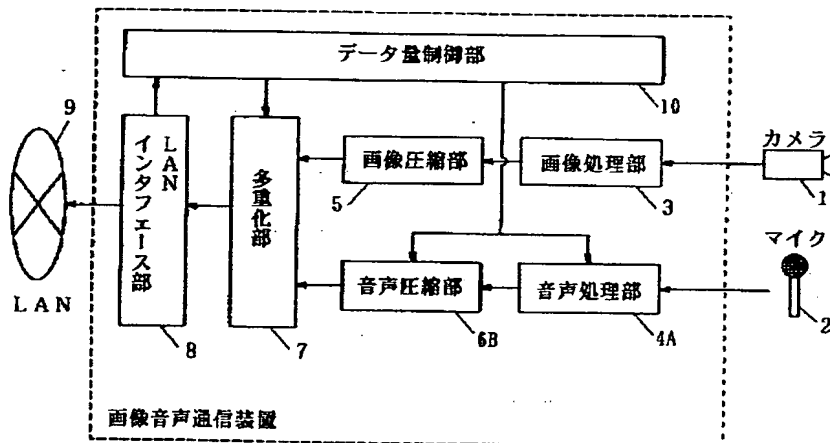 データ量制御部
10
9
LAN
LAN
インタフェース部
8
多重化部
7
画像圧縮部
5
画像処理部
3
カメラ
1
音声圧縮部
6B
音声処理部
4A
マイク
2
画像音声通信装置